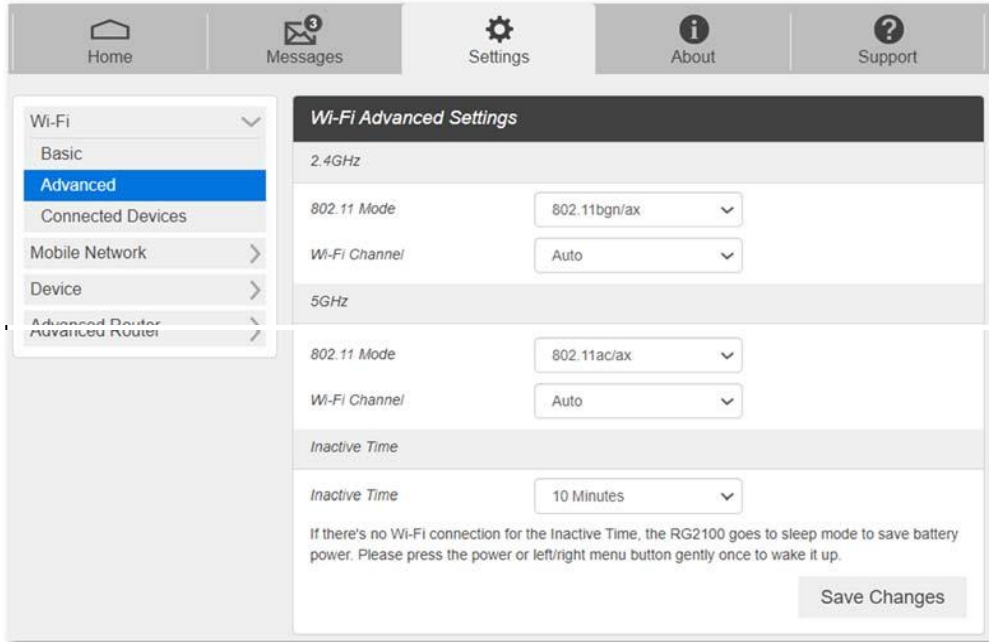 Home
Messages
3
Settings
About
Support
Wi-Fi
Basic
Advanced
Connected Devices
Mobile Network
Device
Advanced Router
Wi-Fi Advanced Settings
2.4GHz
802.11 Mode 802.11bgn/ax
Wi-Fi Channel Auto
5GHz
802.11 Mode 802.11ac/ax
Wi-Fi Channel Auto
Inactive Time
Inactive Time 10 Minutes
If there's no Wi-Fi connection for the Inactive Time, the RG2100 goes to sleep mode to save battery
power. Please press the power or left/right menu button gently once to wake it up.
Save Changes